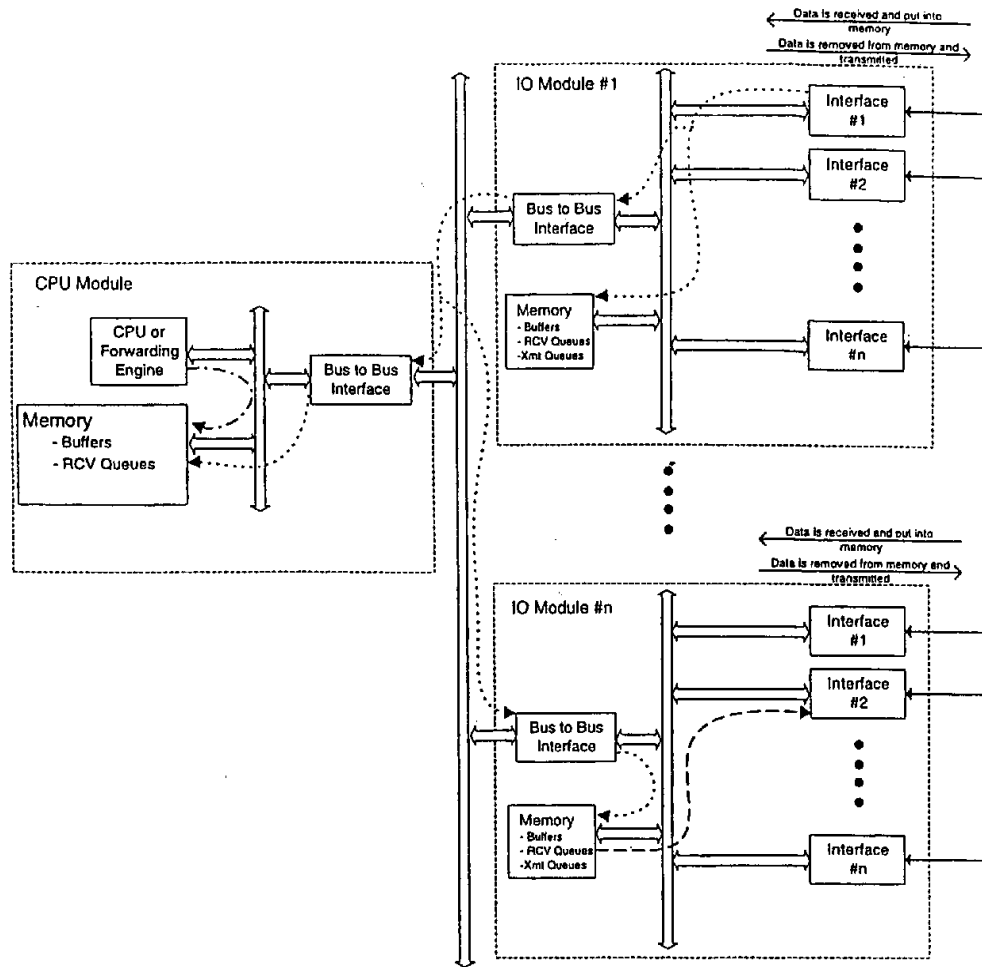 Data is received and put into
memory
Data is removed from memory and
transmitted
IO Module #1
Interface
#1
Interface
#2
Bus to Bus
Interface
Memory
- Buffers
- RCV Queues
-Xmt Queues
Interface
#n
CPU Module
CPU or
Forwarding
Engine
Bus to Bus
Interface
Memory
- Buffers
- RCV Queues
Data is received and put into
memory
Data is removed from memory and
transmitted
IO Module #n
Interface
#1
Interface
#2
Bus to Bus
Interface
Memory
- Buffers
- RCV Queues
- Xmt Queues
Interface
#n